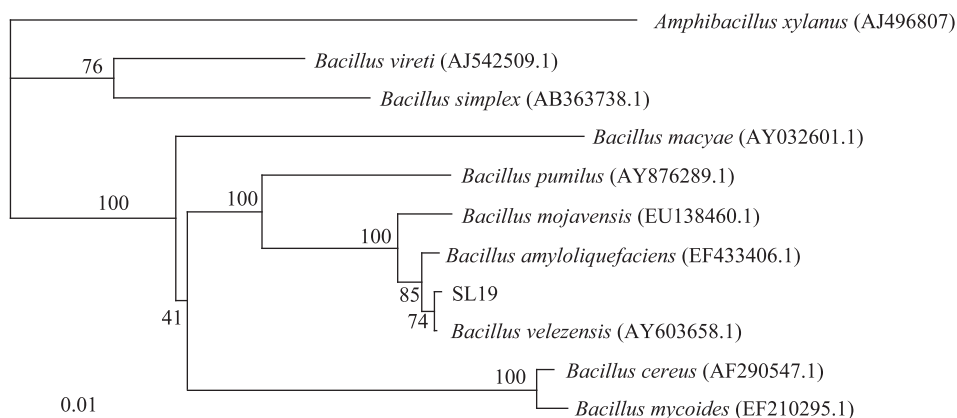 Amphibacillus xylanus (AJ496807)
76
Bacillus vireti (AJ542509.1)
Bacillus simplex (AB363738.1)
Bacillus macyae (AY032601.1)
100
100
Bacillus pumilus (AY876289.1)
100
Bacillus mojavensis (EU138460.1)
Bacillus amyloliquefaciens (EF433406.1)
85
SL19
41
74
Bacillus velezensis (AY603658.1)
100
Bacillus cereus (AF290547.1)
0.01
Bacillus mycoides (EF210295.1)